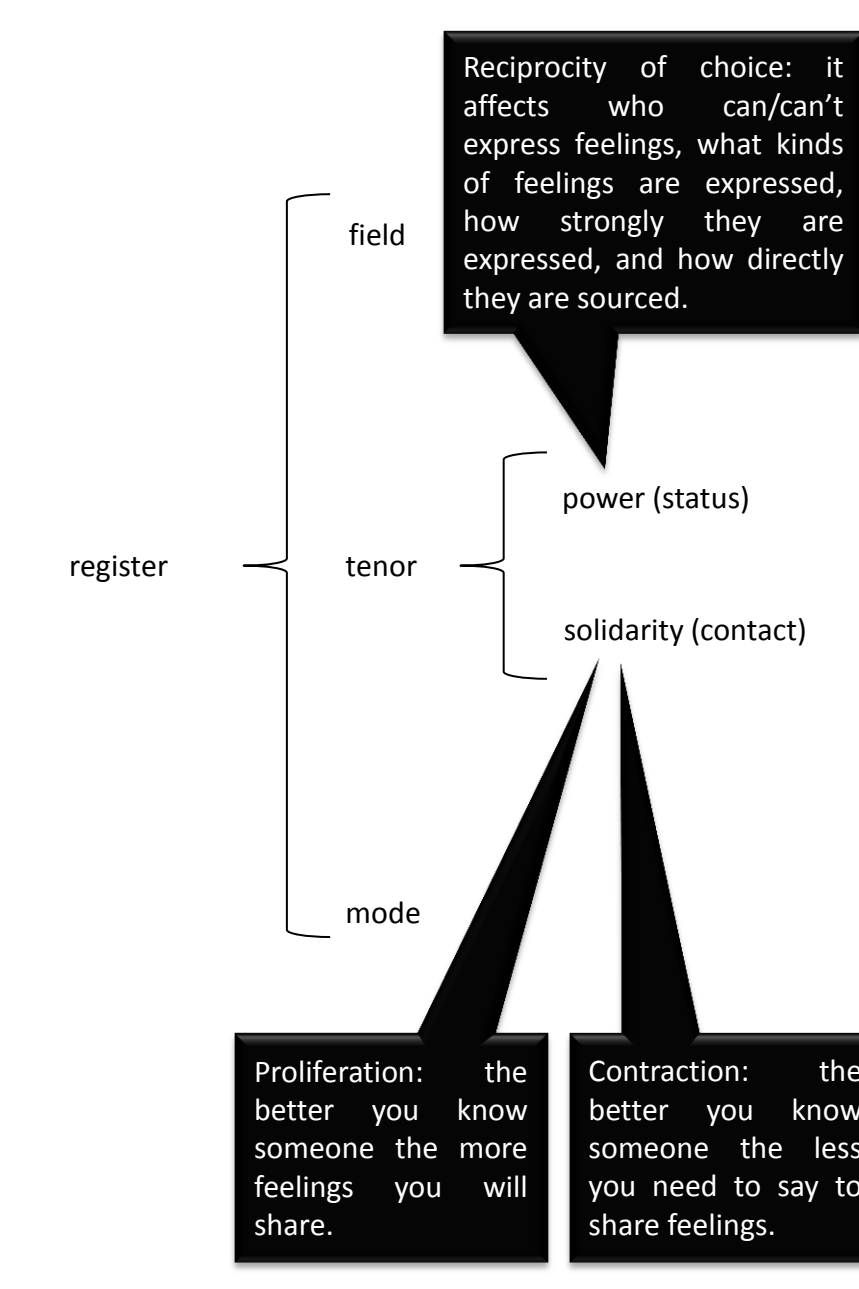 Reciprocity of choice: it
affects who can/can’t
express feelings, what kinds
of feelings are expressed,
how strongly they are
expressed, and how directly
they are sourced.
field
power (status)
register
tenor
solidarity (contact)
mode
Proliferation: the
better you know
someone the more
feelings you will
share.
Contraction: the
better you know
someone the less
you need to say to
share feelings.